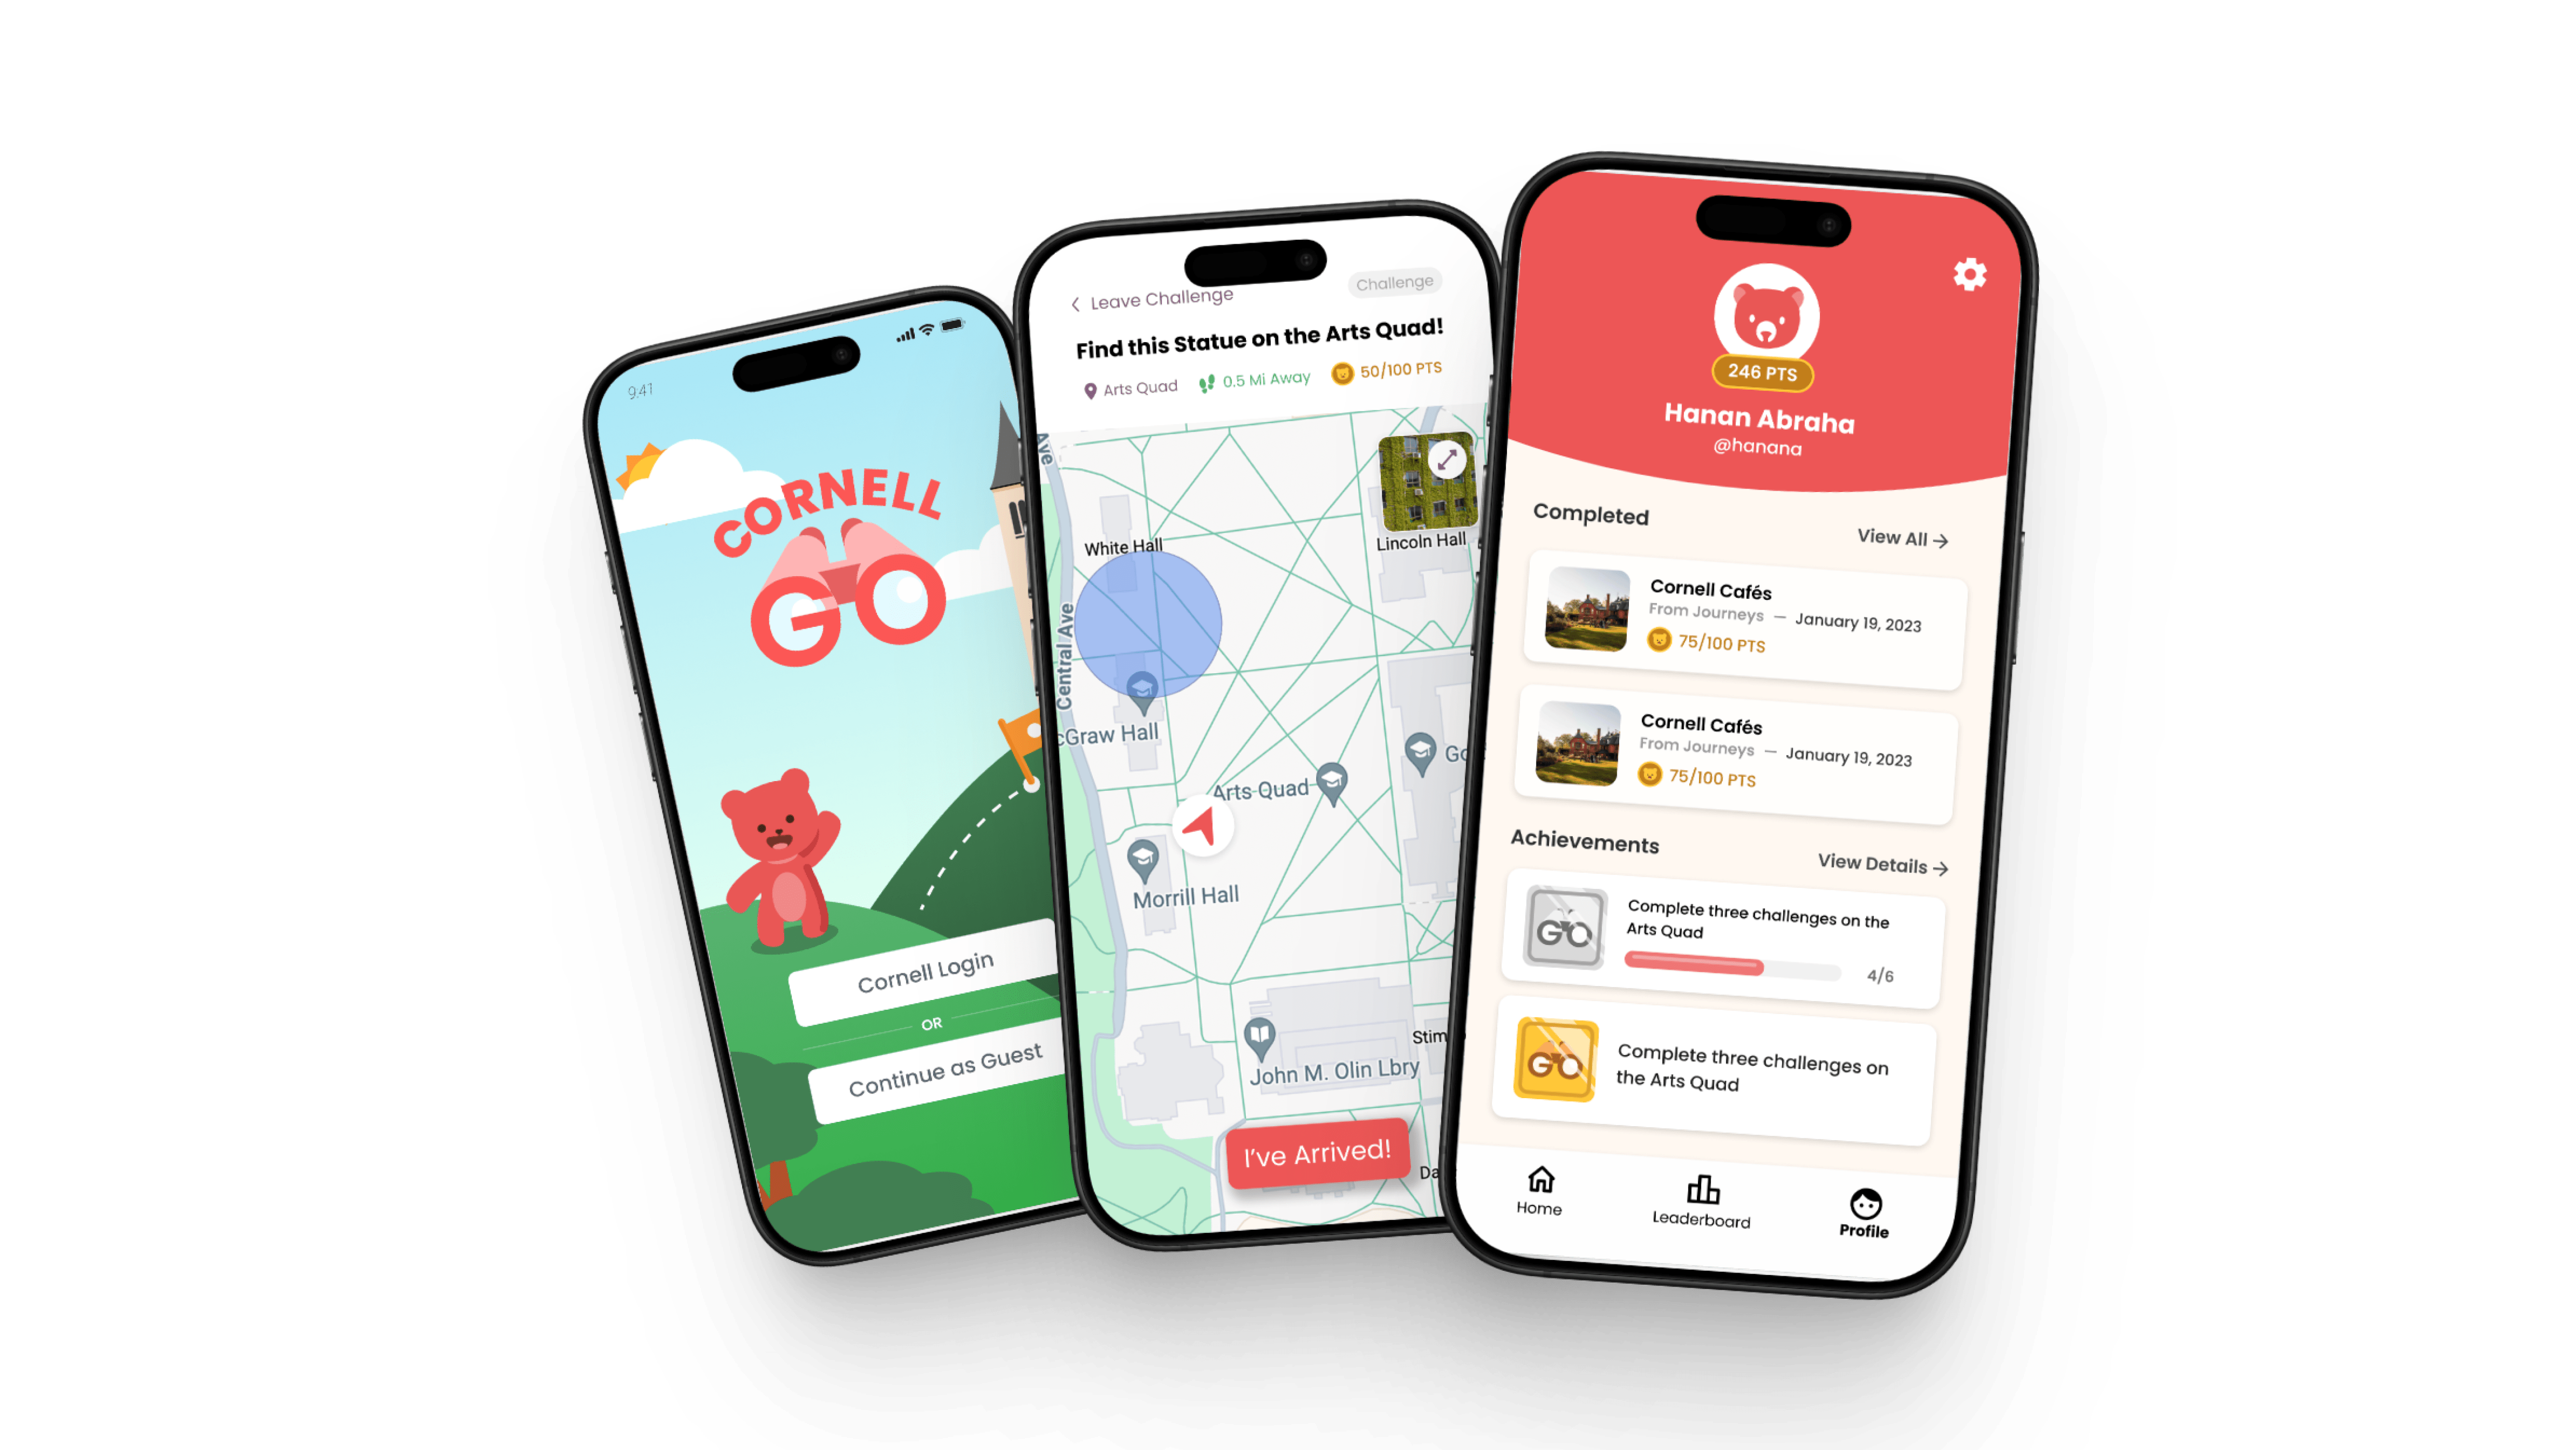 9:41
CORNELL
GO
Cornell Login
OR
Continue as Guest
Leave Challenge
Challenge
Find this Statue on the Arts Quad!
Arts Quad
0.5 Mi Away
50/100 PTS
Ave
White Hall
Lincoln Hall
Central Ave
cGraw Hall
Arts Quad
Go
Morrill Hall
Stim
John M. Olin Lbry
I've Arrived!
Da
246 PTS
Hanan Abraha
@hanana
Completed
View All
Cornell Cafés
From Journeys — January 19, 2023
75/100 PTS
Cornell Cafés
From Journeys — January 19, 2023
75/100 PTS
Achievements
View Details
GO
Complete three challenges on the
Arts Quad
4/6
GO
Complete three challenges on
the Arts Quad
Home
Leaderboard
Profile